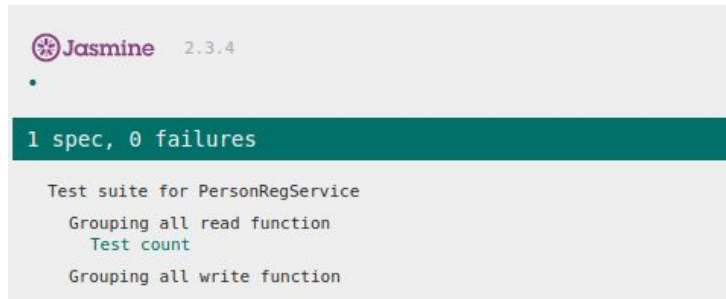 Jasmine 2.3.4
•
1 spec, 0 failures
Test suite for PersonRegService
Grouping all read function
Test count
Grouping all write function